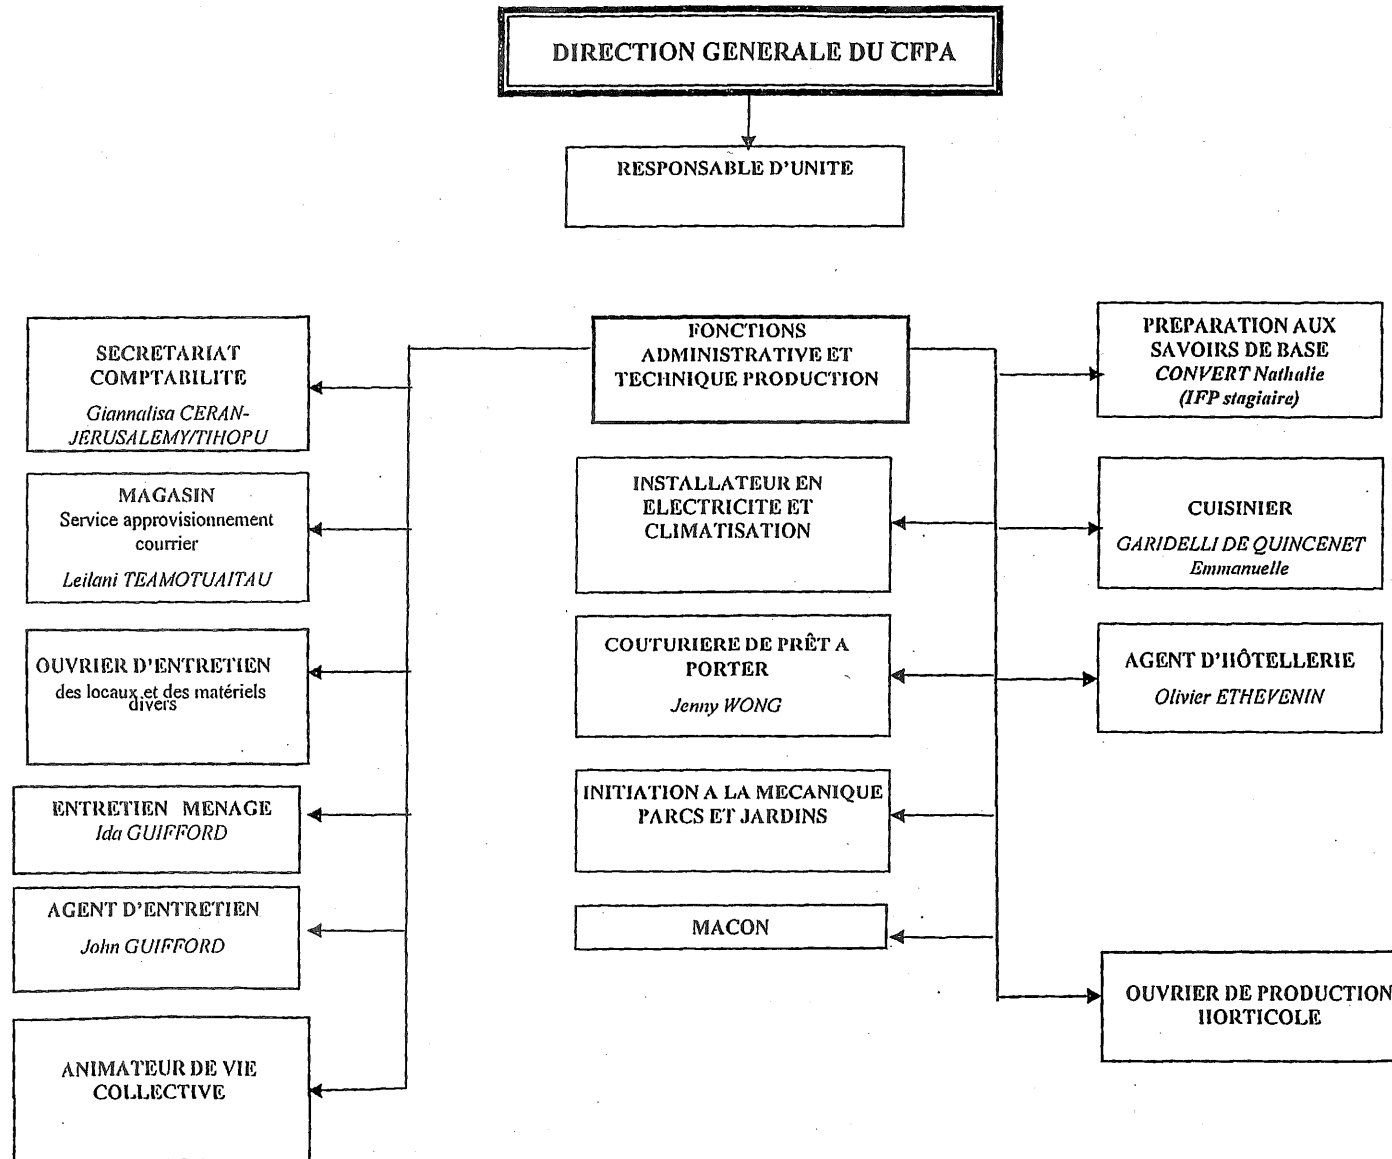 DIRECTION GENERALE DU CFPA
RESPONSABLE D'UNITE
SECRETARIAT
COMPTABILITE
Giannalisa CERAN-
JERUSALEMY/TIHOPU
MAGASIN
Service approvisionnement
courrier
Leilani TEAMOTUAITAU
OUVRIER D'ENTRETIEN
des locaux et des matériels
divers
ENTRETIEN MENAGE
Ida GUIFFORD
AGENT D'ENTRETIEN
John GUIFFORD
ANIMATEUR DE VIE
COLLECTIVE
FONCTIONS
ADMINISTRATIVE ET
TECHNIQUE PRODUCTION
INSTALLATEUR EN
ELECTRICITE ET
CLIMATISATION
COUTURIERE DE PRÊT A
PORTER
Jenny WONG
INITIATION A LA MECANIQUE
PARCS ET JARDINS
MACON
PREPARATION AUX
SAVOIRS DE BASE
CONVERT Nathalie
(IFP stagiaire)
CUISINIER
GARIDELLI DE QUINCENET
Emmanuelle
AGENT D'HÔTELLERIE
Olivier ETHEVENIN
OUVRIER DE PRODUCTION
HORTICOLE